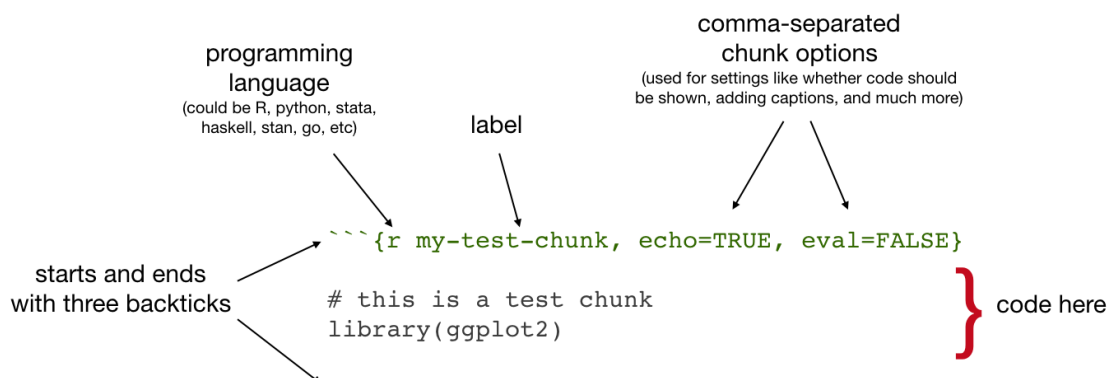 comma-separated
chunk options
(used for settings like whether code should
be shown, adding captions, and much more)
programming
language
(could be R, python, stata,
haskell, stan, go, etc)
label
```{r my-test-chunk, echo=TRUE, eval=FALSE}
starts and ends
with three backticks
# this is a test chunk
library(ggplot2)
} code here